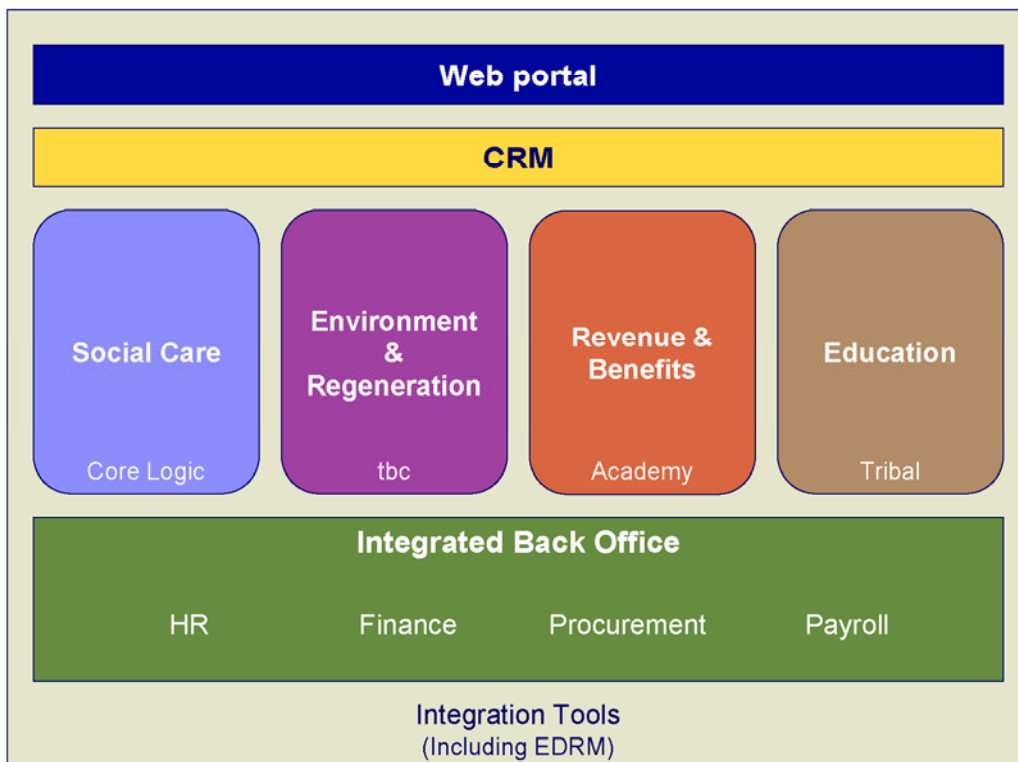 Web portal
CRM
Social Care
Core Logic
Environment
&
Regeneration
tbc
Revenue &
Benefits
Academy
Education
Tribal
Integrated Back Office
HR Finance Procurement Payroll
Integration Tools
(Including EDRM)